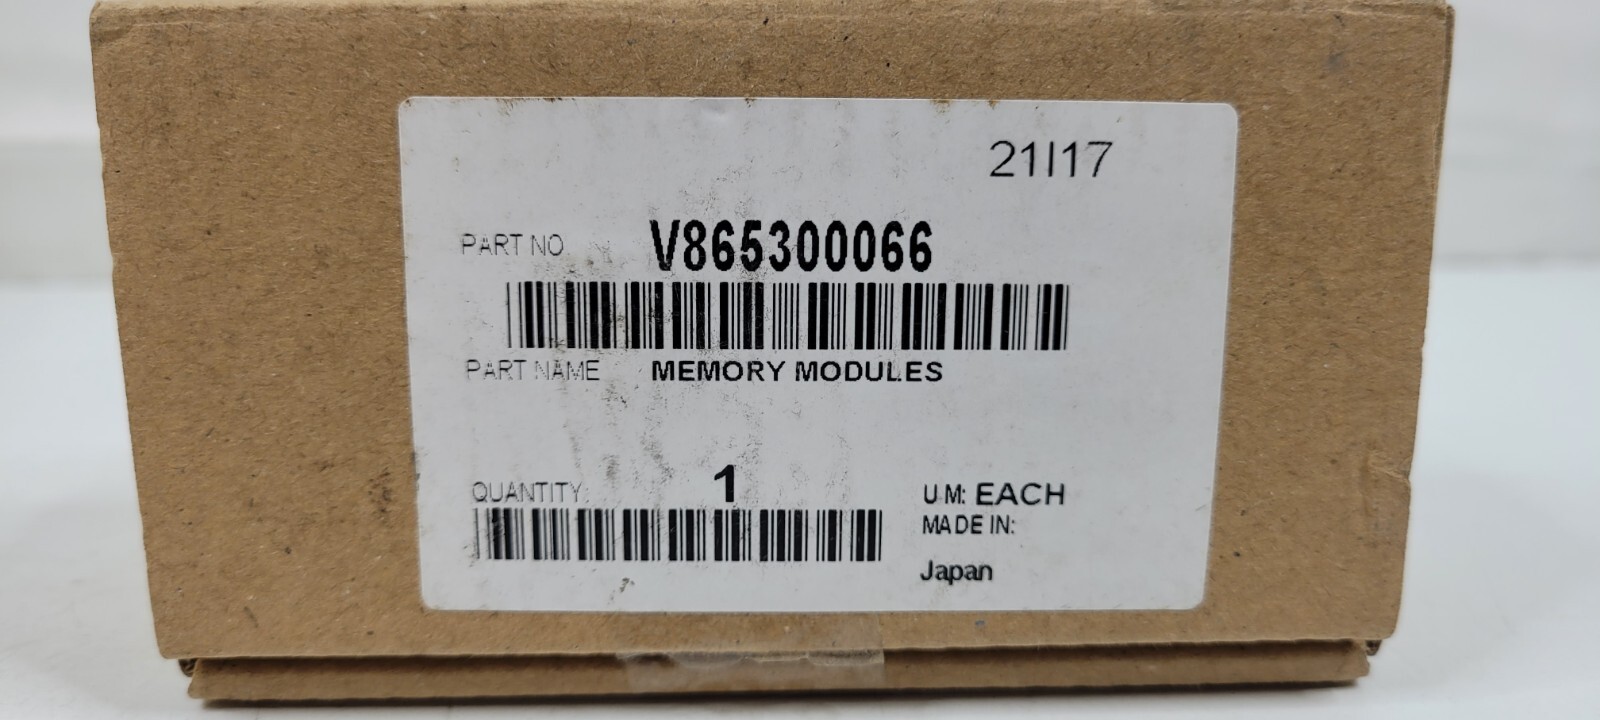 21I17
PART NO V865300066
PART NAME MEMORY MODULES
QUANTITY: 1
U M: EACH
MADE IN:
Japan